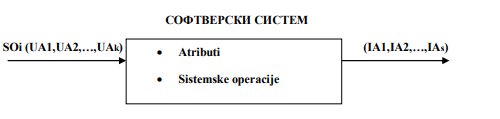 СОФТВЕРСКИ СИСТЕМ
SOi (UA1,UA2,…,UAk)
(IA1,IA2,…,IAs)
• Atributi
• Sistemske operacije